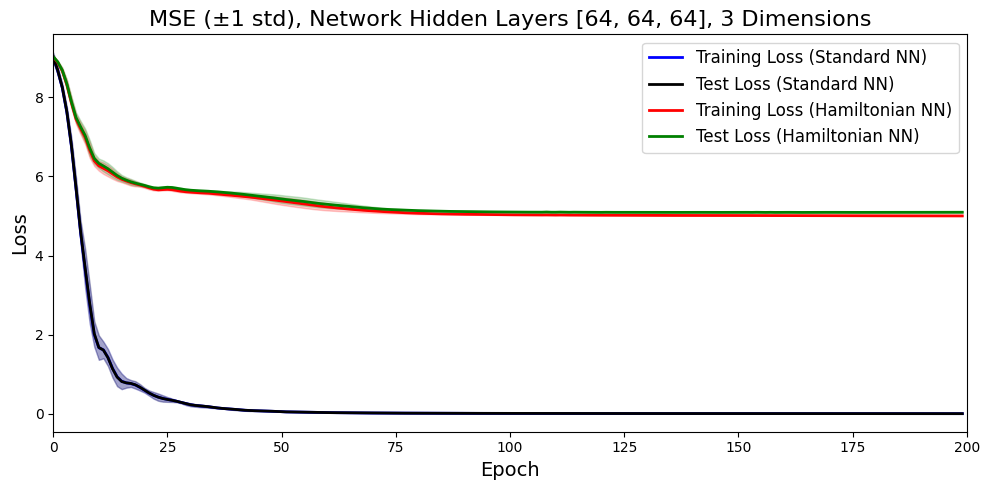 MSE (±1 std), Network Hidden Layers [64, 64, 64], 3 Dimensions
Training Loss (Standard NN)
Test Loss (Standard NN)
Training Loss (Hamiltonian NN)
Test Loss (Hamiltonian NN)
Loss
8
6
4
2
0
0 25 50 75 100 125 150 175 200
Epoch